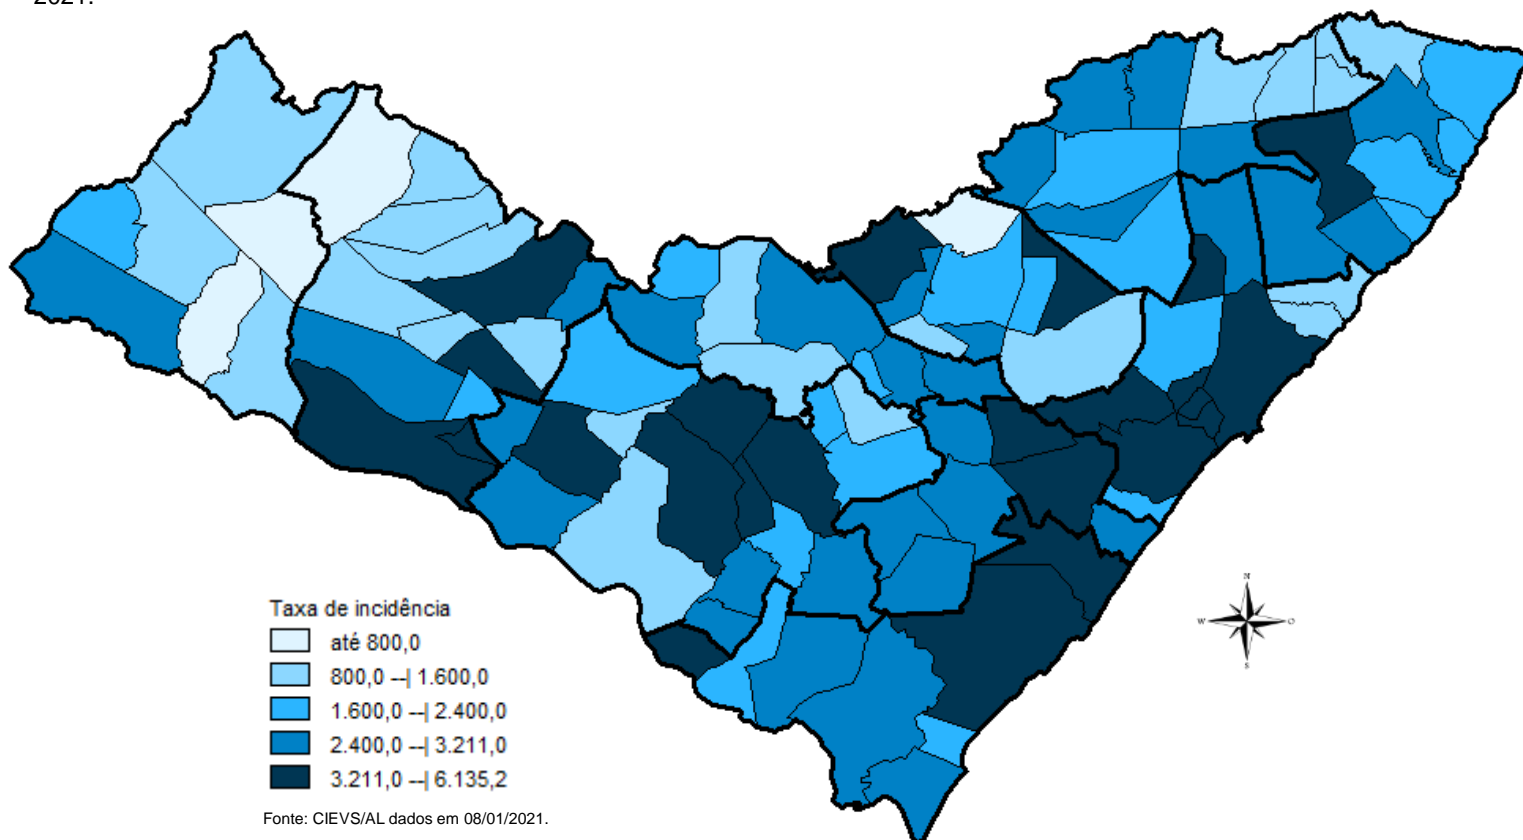 2021.
Taxa de incidência
até 800,0
800,0 --| 1.600,0
1.600,0 --| 2.400,0
2.400,0 --| 3.211,0
3.211,0 --| 6.135,2
Fonte: CIEVS/AL dados em 08/01/2021.
N
W
O
S